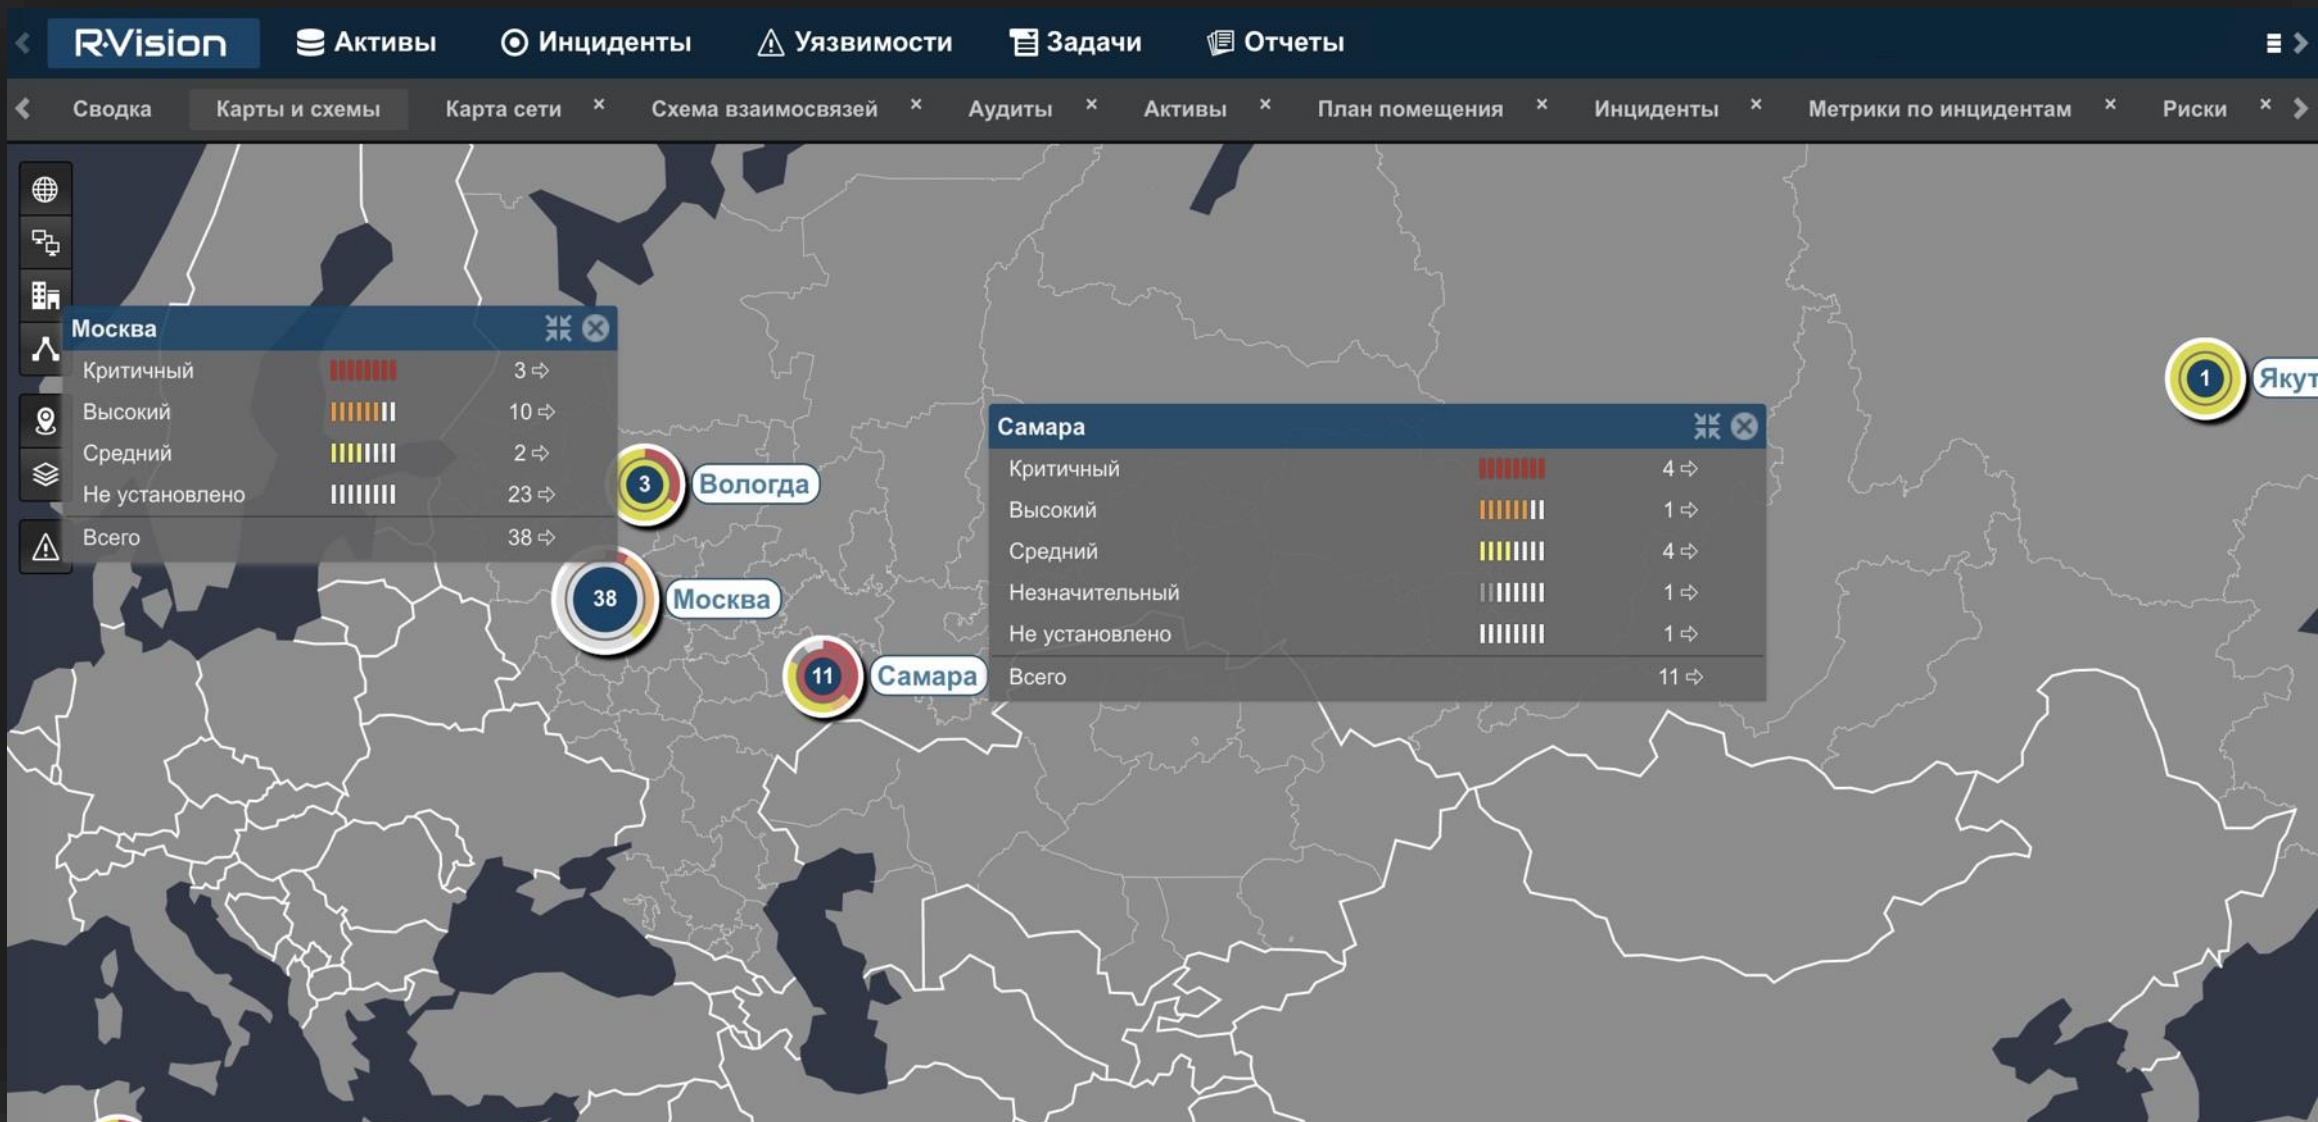 R·Vision Активы Инциденты Уязвимости Задачи Отчеты
Сводка Карты и схемы Карта сети × Схема взаимосвязей × Аудиты × Активы × План помещения × Инциденты × Метрики по инцидентам × Риски ×
Москва
Критичный 3
Высокий 10
Средний 2
Не установлено 23
Всего 38
3 Вологда
38 Москва
11 Самара
Самара
Критичный 4
Высокий 1
Средний 4
Незначительный 1
Не установлено 1
Всего 11
1 Якут